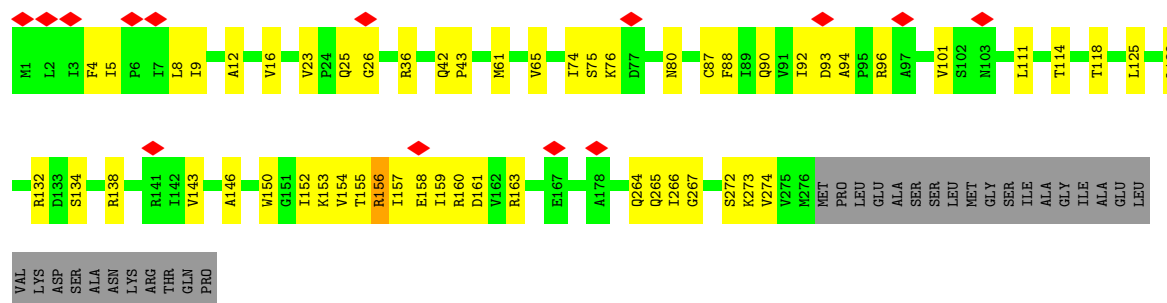 M1 L2 I3 F4 I5 P6 I7 L8 I9 A12 V16 V23 P24 Q25 G26 R36 Q42 P43 M61 V65 I74 S75 K76 D77 N80 C87 F88 I89 Q90 V91 I92 D93 A94 P95 R96 A97 V101 S102 N103 L111 T114 T118 L125
R132 D133 S134 R138 R141 I142 V143 A146 W150 G151 I152 K153 V154 T155 R156 I157 E158 I159 R160 D161 V162 R163 E167 A178 Q264 Q265 I266 G267 S272 K273 V274 V275 M276 MET PRO LEU GLU ALA SER SER LEU MET GLY SER ILE ALA GLY ILE ALA GLU LEU
VAL LYS ASP SER ALA ASN LYS ARG THR GLN PRO